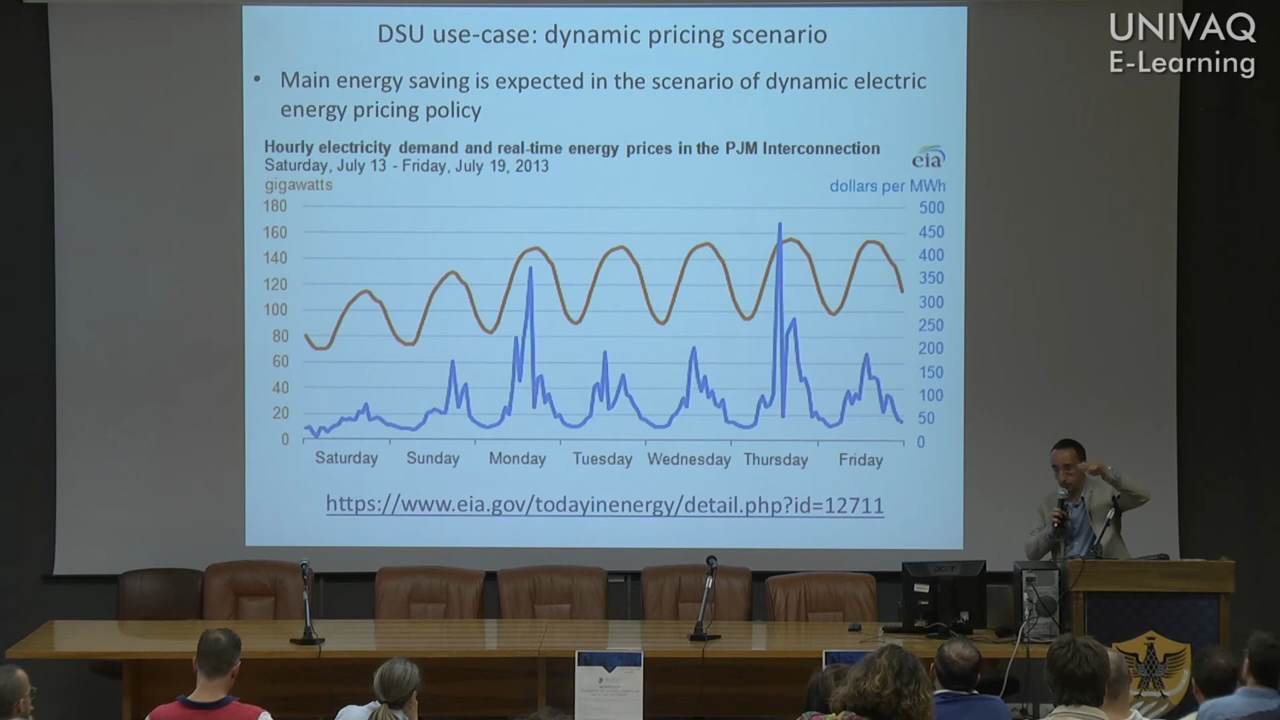 UNIVAQ
E-Learning
DSU use-case: dynamic pricing scenario
• Main energy saving is expected in the scenario of dynamic electric
energy pricing policy
Hourly electricity demand and real-time energy prices in the PJM Interconnection
Saturday, July 13 - Friday, July 19, 2013
eia
gigawatts
dollars per MWh
180
160
140
120
100
80
60
40
20
0
500
450
400
350
300
250
200
150
100
50
0
Saturday Sunday Monday Tuesday Wednesday Thursday Friday
https://www.eia.gov/todayinenergy/detail.php?id=12711
acer